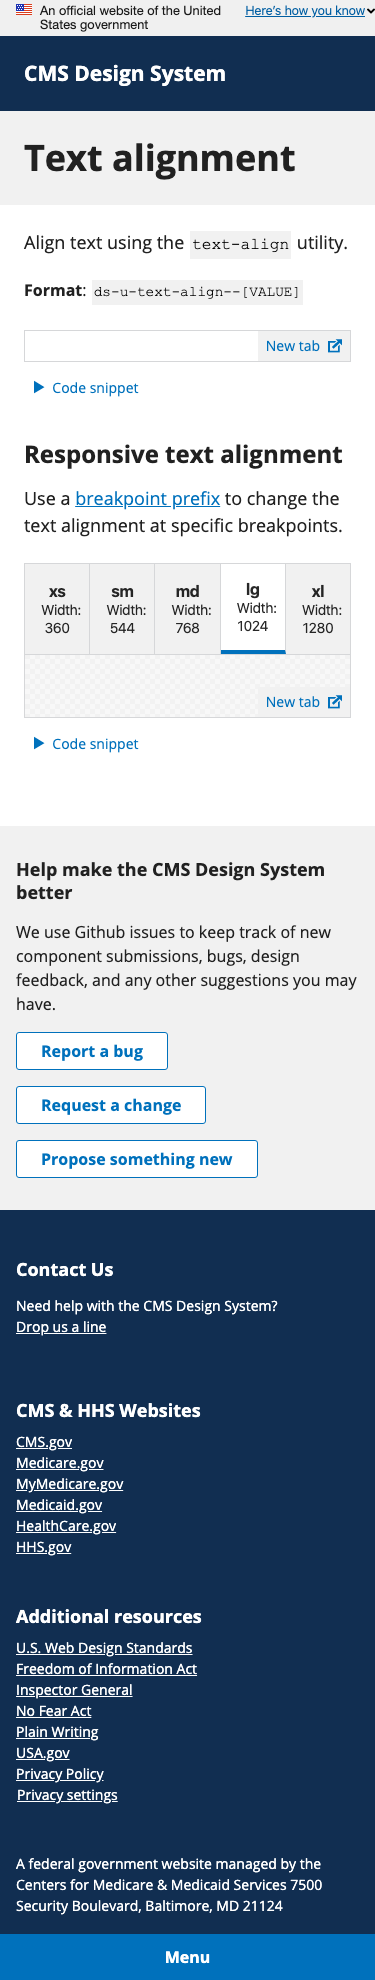 An official website of the United States government
Here's how you know
CMS Design System
Text alignment
Align text using the text-align utility.
Format: ds-u-text-align--[VALUE]
New tab
Code snippet
Responsive text alignment
Use a breakpoint prefix to change the
text alignment at specific breakpoints.
xs Width: 360
sm Width: 544
md Width: 768
lg Width: 1024
xl Width: 1280
New tab
Code snippet
Help make the CMS Design System
better
We use Github issues to keep track of new
component submissions, bugs, design
feedback, and any other suggestions you may
have.
Report a bug
Request a change
Propose something new
Contact Us
Need help with the CMS Design System?
Drop us a line
CMS & HHS Websites
CMS.gov
Medicare.gov
MyMedicare.gov
Medicaid.gov
HealthCare.gov
HHS.gov
Additional resources
U.S. Web Design Standards
Freedom of Information Act
Inspector General
No Fear Act
Plain Writing
USA.gov
Privacy Policy
Privacy settings
A federal government website managed by the
Centers for Medicare & Medicaid Services 7500
Security Boulevard, Baltimore, MD 21124
Menu